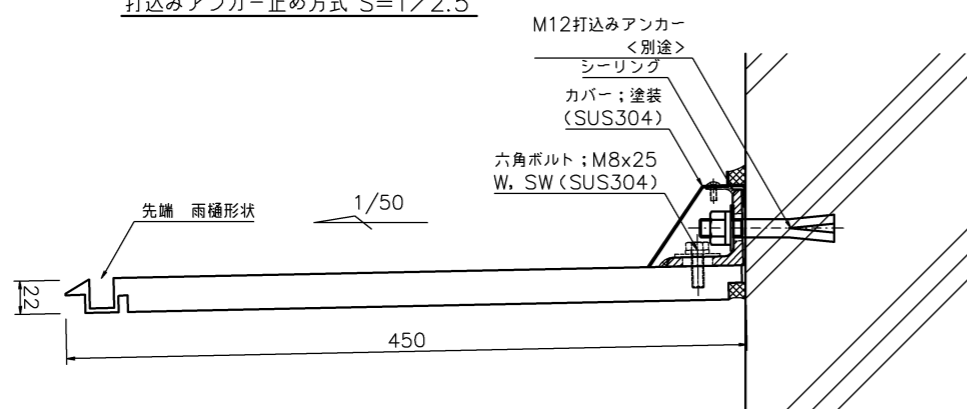 打込みアンカー止め方式 S=1/2.5
M12打込みアンカー
<別途>
シーリング
カバー；塗装
(SUS304)
六角ボルト；M8x25
W, SW(SUS304)
1/50
先端 雨樋形状
22
450